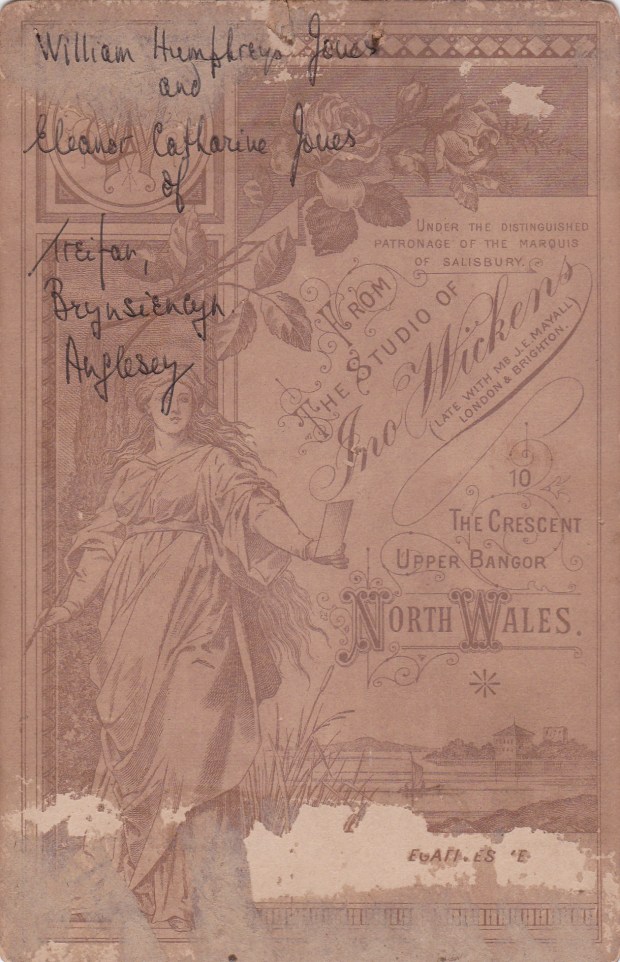 William Humphreys Jones
and
Eleanor Catharine Jones
of
Treifan,
Brynsiencyn.
Anglesey
UNDER THE DISTINGUISHED
PATRONAGE OF THE MARQUIS
OF SALISBURY.
FROM
THE STUDIO OF
Jno Wickens
(LATE WITH MR J.E. MAYALL
LONDON & BRIGHTON.)
10
THE CRESCENT
UPPER BANGOR
NORTH WALES.